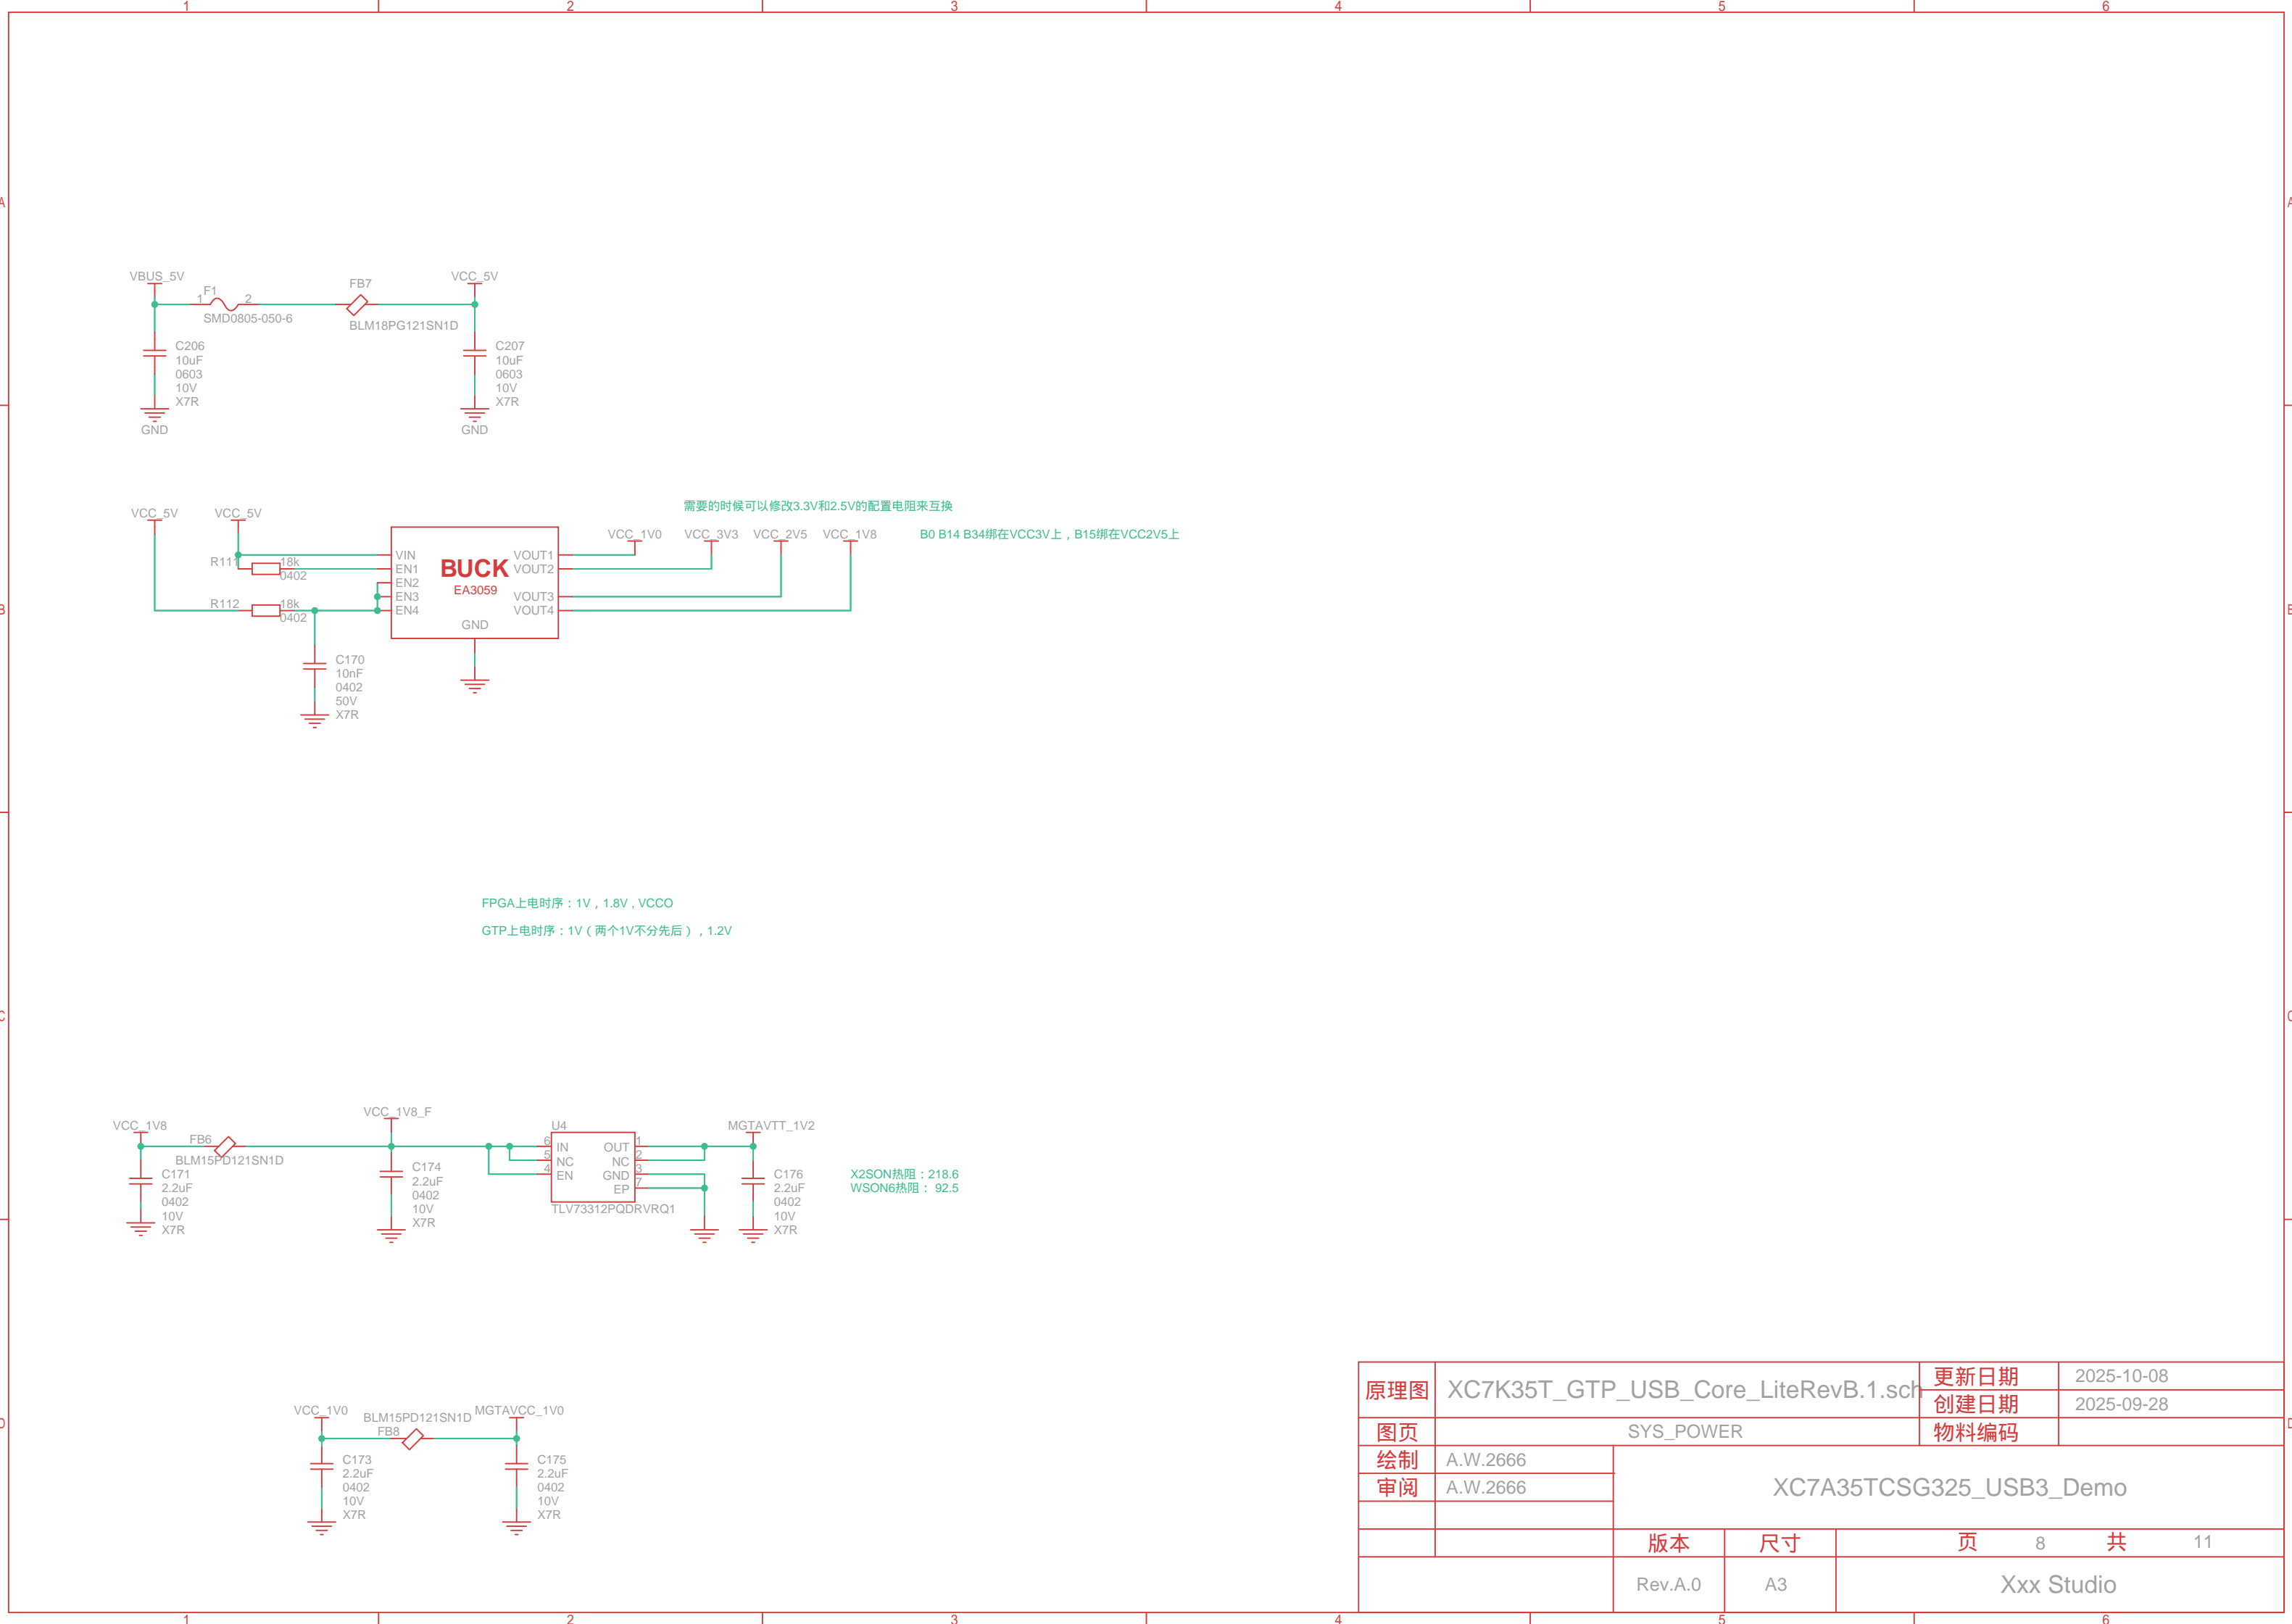 1 2 3 4 5 6
A A
VBUS_5V
F1
1 2
SMD0805-050-6
FB7
BLM18PG121SN1D
VCC_5V
C206
10uF
0603
10V
X7R
GND
C207
10uF
0603
10V
X7R
GND
需要的时候可以修改3.3V和2.5V的配置电阻来互换
VCC_5V
VCC_5V
VCC_1V0
VCC_3V3
VCC_2V5
VCC_1V8
B0 B14 B34绑在VCC3V上，B15绑在VCC2V5上
R111
18k
0402
R112
18k
0402
VIN
EN1
EN2
EN3
EN4
BUCK
EA3059
VOUT1
VOUT2
VOUT3
VOUT4
GND
B B
C170
10nF
0402
50V
X7R
FPGA上电时序：1V，1.8V , VCCO
GTP上电时序：1V（两个1V不分先后），1.2V
C C
VCC_1V8
FB6
BLM15PD121SN1D
C171
2.2uF
0402
10V
X7R
VCC_1V8_F
C174
2.2uF
0402
10V
X7R
U4
6 IN OUT 1
5 NC NC 2
4 EN GND 3
EP 7
TLV73312PQDRVRQ1
MGTAVTT_1V2
C176
2.2uF
0402
10V
X7R
X2SON热阻：218.6
WSON6热阻： 92.5
VCC_1V0
BLM15PD121SN1D
FB8
MGTAVCC_1V0
C173
2.2uF
0402
10V
X7R
C175
2.2uF
0402
10V
X7R
D D
原理图 XC7K35T_GTP_USB_Core_LiteRevB.1.sch
更新日期 2025-10-08
创建日期 2025-09-28
图页 SYS_POWER 物料编码
绘制 A.W.2666
审阅 A.W.2666
XC7A35TCSG325_USB3_Demo
版本 尺寸 页 8 共 11
Rev.A.0 A3 Xxx Studio
1 2 3 4 5 6